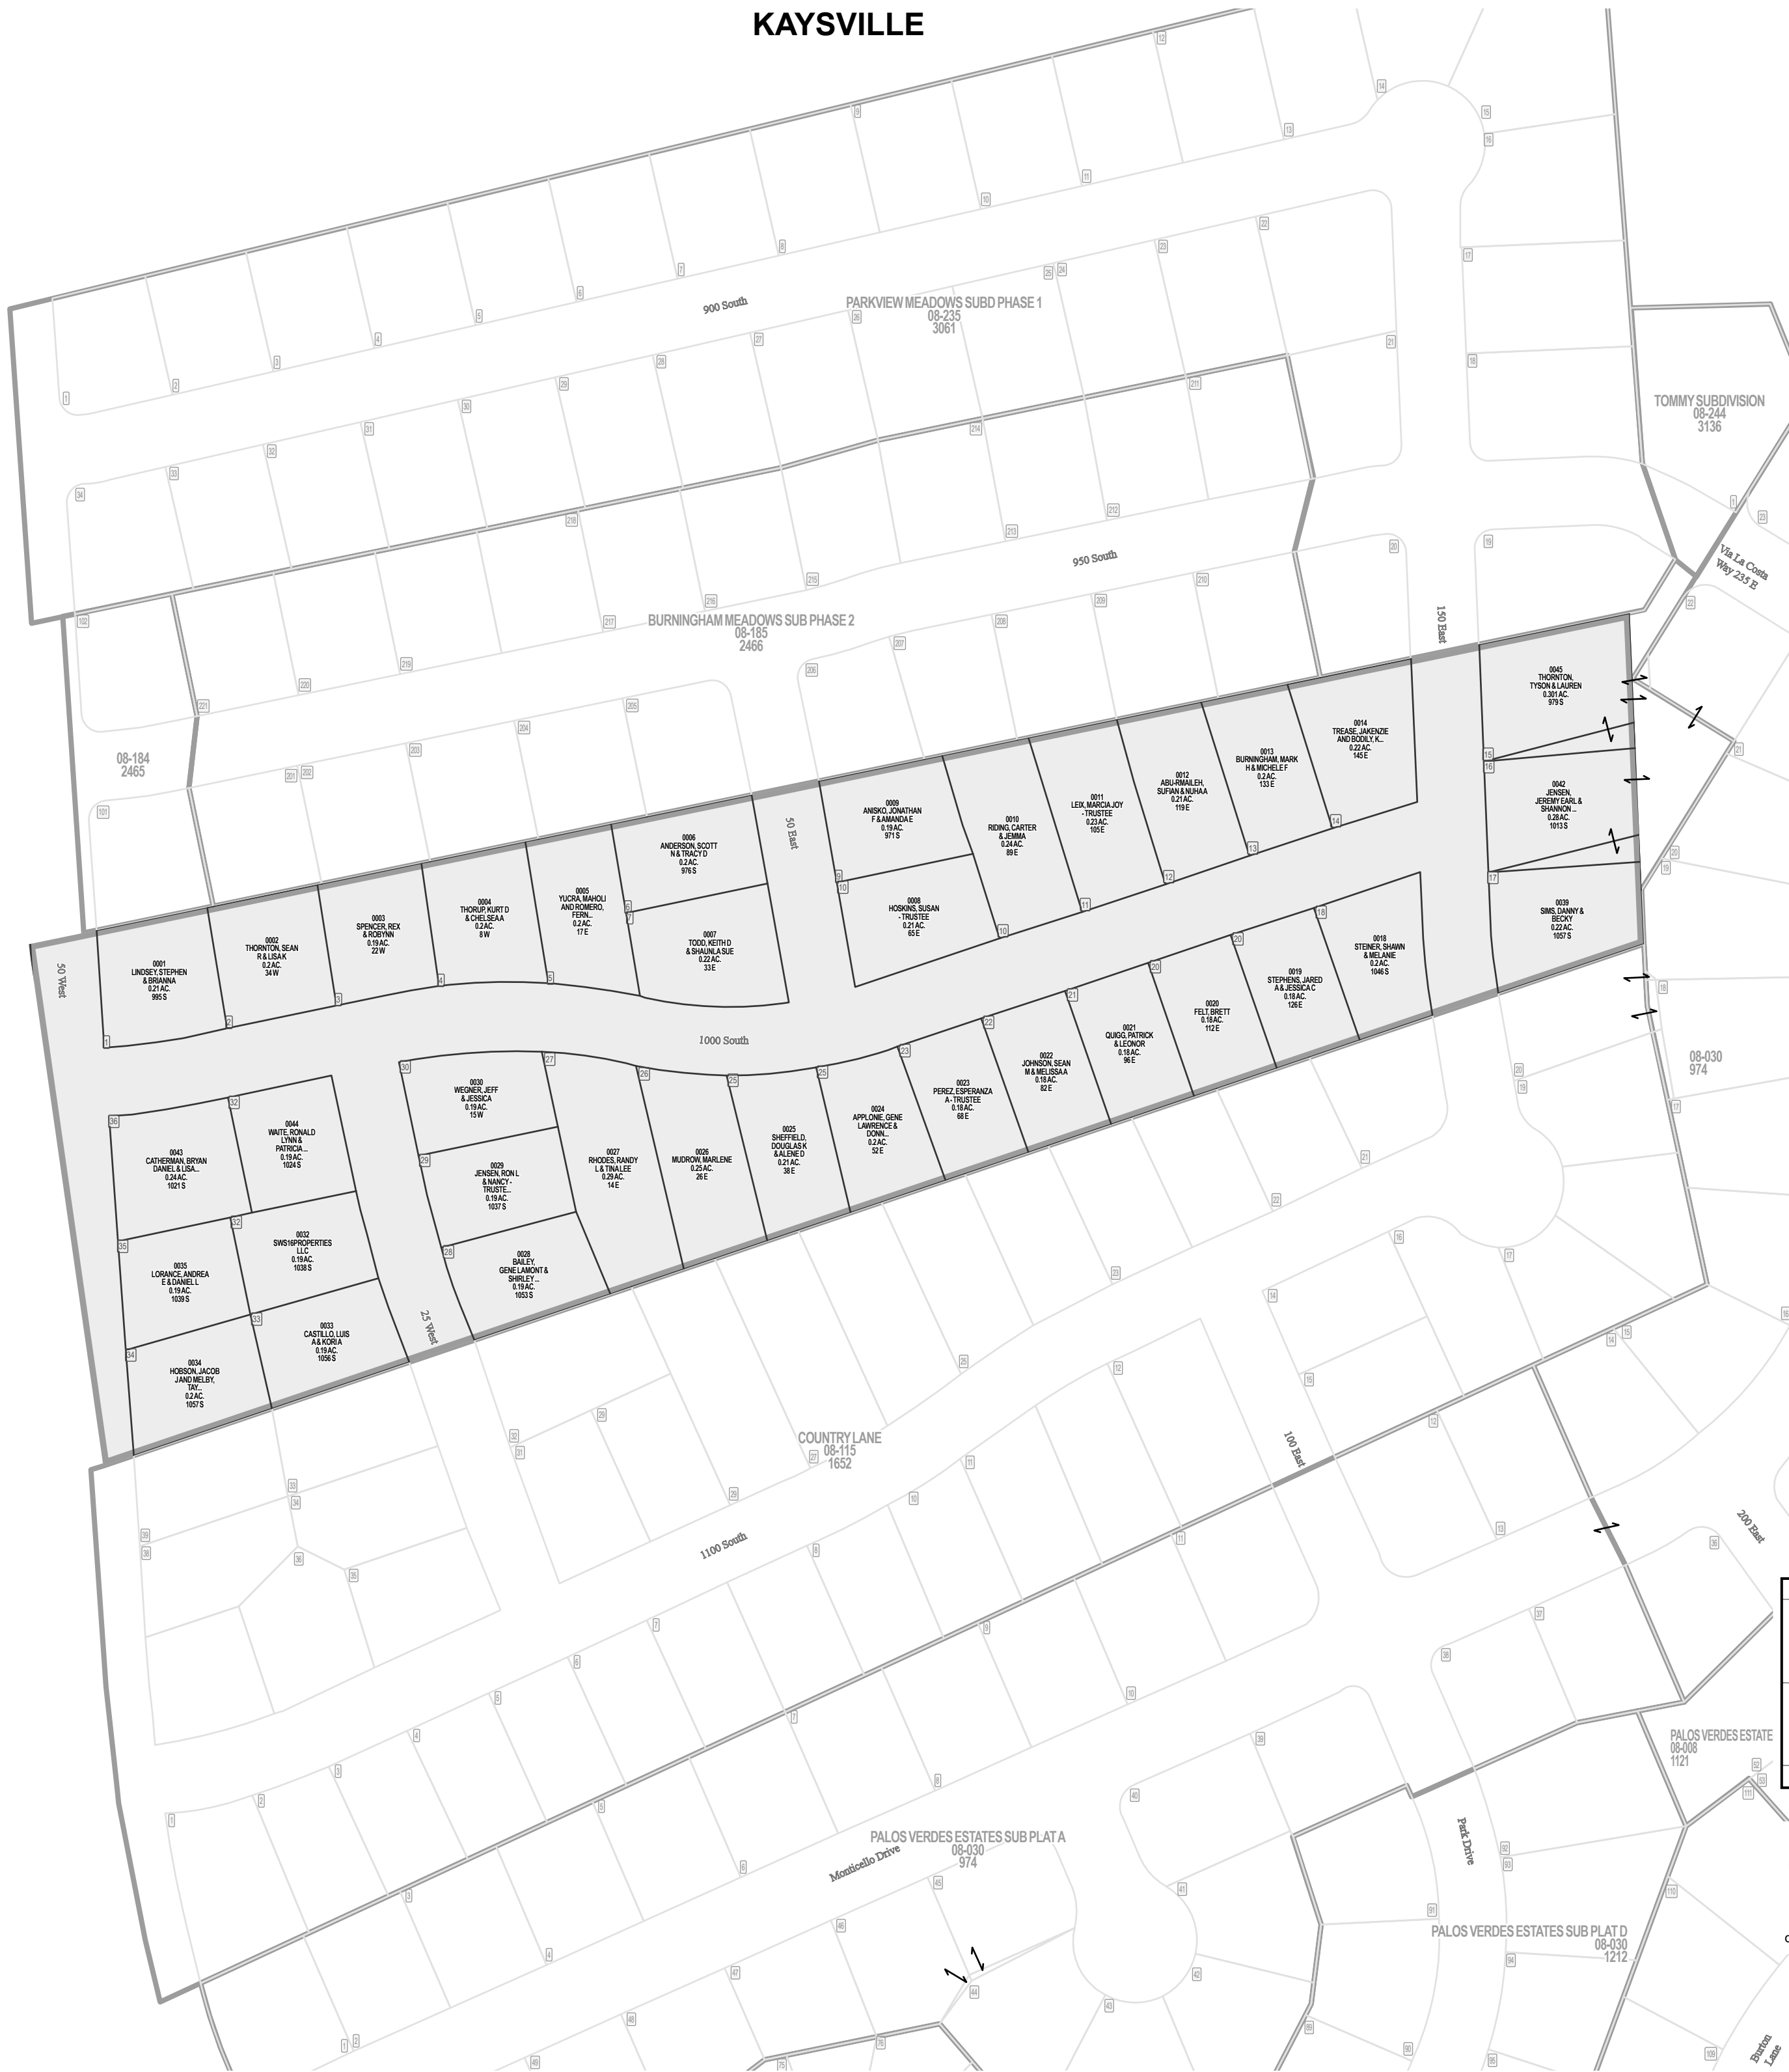 KAYSVILLE
900 South
PARKVIEW MEADOWS SUBD PHASE 1
08-235
3061
TOMMY SUBDIVISION
08-244
3136
950 South
Via La Costa
Way 235 E
150 East
BURNINGHAM MEADOWS SUB PHASE 2
08-185
2466
08-184
2465
50 East
50 West
0045
THORNTON,
TYSON & LAUREN
0.301 AC.
979 S
0014
TREASE, JAKENZIE
AND BODILY, K...
0.22 AC.
145 E
0013
BURNINGHAM, MARK
H & MICHELE F
0.2 AC.
133 E
0012
ABU-RMAILEH,
SUFIAN & NUHA A
0.21 AC.
119 E
0011
LEIX, MARCIA JOY
- TRUSTEE
0.23 AC.
105 E
0010
RIDING, CARTER
& JEMMA
0.24 AC.
89 E
0009
ANISKO, JONATHAN
F & AMANDA E
0.19 AC.
971 S
0008
HOSKINS, SUSAN
- TRUSTEE
0.21 AC.
65 E
0042
JENSEN,
JEREMY EARL &
SHANNON ...
0.28 AC.
1013 S
0039
SIMS, DANNY &
BECKY
0.22 AC.
1057 S
0006
ANDERSON, SCOTT
N & TRACY D
0.2 AC.
976 S
0007
TODD, KEITH D
& SHAUNLA SUE
0.22 AC.
33 E
0005
YUCRA, MAHOLI
AND ROMERO,
FERN...
0.2 AC.
17 E
0004
THORUP, KURT D
& CHELSEA A
0.2 AC.
8 W
0003
SPENCER, REX
& ROBYNN
0.19 AC.
22 W
0002
THORNTON, SEAN
R & LISA K
0.2 AC.
34 W
0001
LINDSEY, STEPHEN
& BRIANNA
0.21 AC.
995 S
1000 South
0018
STEINER, SHAWN
& MELANIE
0.2 AC.
1046 S
0019
STEPHENS, JARED
A & JESSICA C
0.18 AC.
126 E
0020
FELT, BRETT
0.18 AC.
112 E
0021
QUIGG, PATRICK
& LEONOR
0.18 AC.
96 E
0022
JOHNSON, SEAN
M & MELISSA A
0.18 AC.
82 E
0023
PEREZ, ESPERANZA
A - TRUSTEE
0.18 AC.
68 E
0024
APPLONIE, GENE
LAWRENCE &
DONN...
0.2 AC.
52 E
0025
SHEFFIELD,
DOUGLAS K
& ALENE D
0.21 AC.
38 E
0026
MUDROW, MARLENE
0.25 AC.
26 E
0027
RHODES, RANDY
L & TINA LEE
0.29 AC.
14 E
0030
WEGNER, JEFF
& JESSICA
0.19 AC.
15 W
0029
JENSEN, RON L
& NANCY -
TRUSTE...
0.19 AC.
1037 S
0028
BAILEY,
GENE LAMONT &
SHIRLEY ...
0.19 AC.
1053 S
0044
WAITE, RONALD
LYNN &
PATRICIA ...
0.19 AC.
1024 S
0043
CATHERMAN, BRYAN
DANIEL & LISA...
0.24 AC.
1021 S
0032
SWS16PROPERTIES
LLC
0.19 AC.
1038 S
0035
LORANCE, ANDREA
E & DANIEL L
0.19 AC.
1039 S
0033
CASTILLO, LUIS
A & KORI A
0.19 AC.
1056 S
0034
HOBSON, JACOB
J AND MELBY,
TAY...
0.2 AC.
1057 S
25 West
08-030
974
COUNTRY LANE
08-115
1652
1100 South
100 East
200 East
PALOS VERDES ESTATE
08-008
1121
PALOS VERDES ESTATES SUB PLAT A
08-030
974
Monticello Drive
Park Drive
PALOS VERDES ESTATES SUB PLAT D
08-030
1212
Burton
Lane